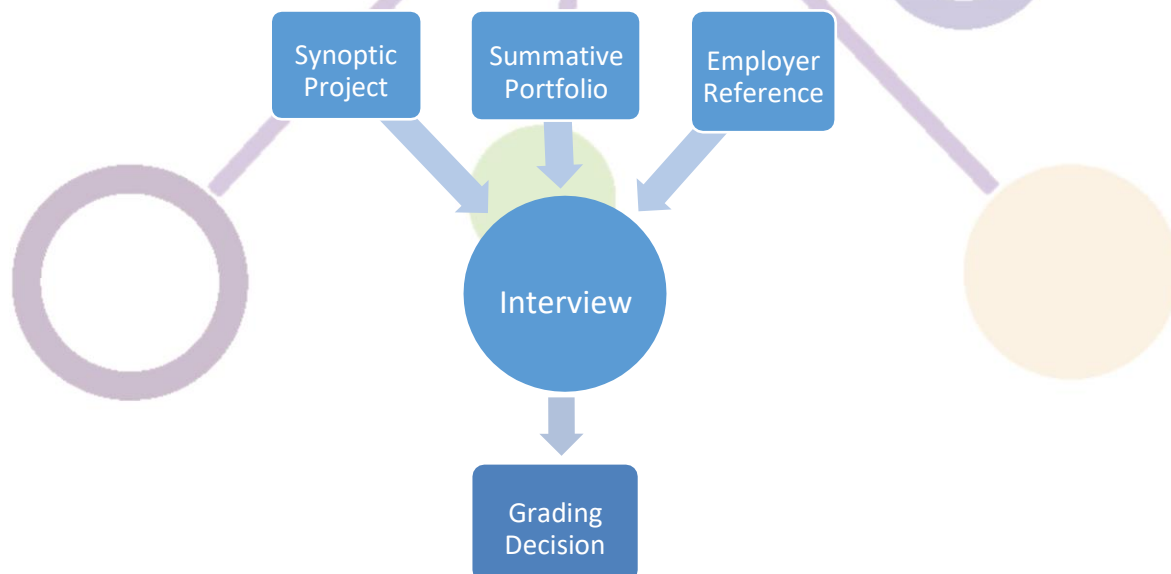 Synoptic
Project
Summative
Portfolio
Employer
Reference
Interview
Grading
Decision